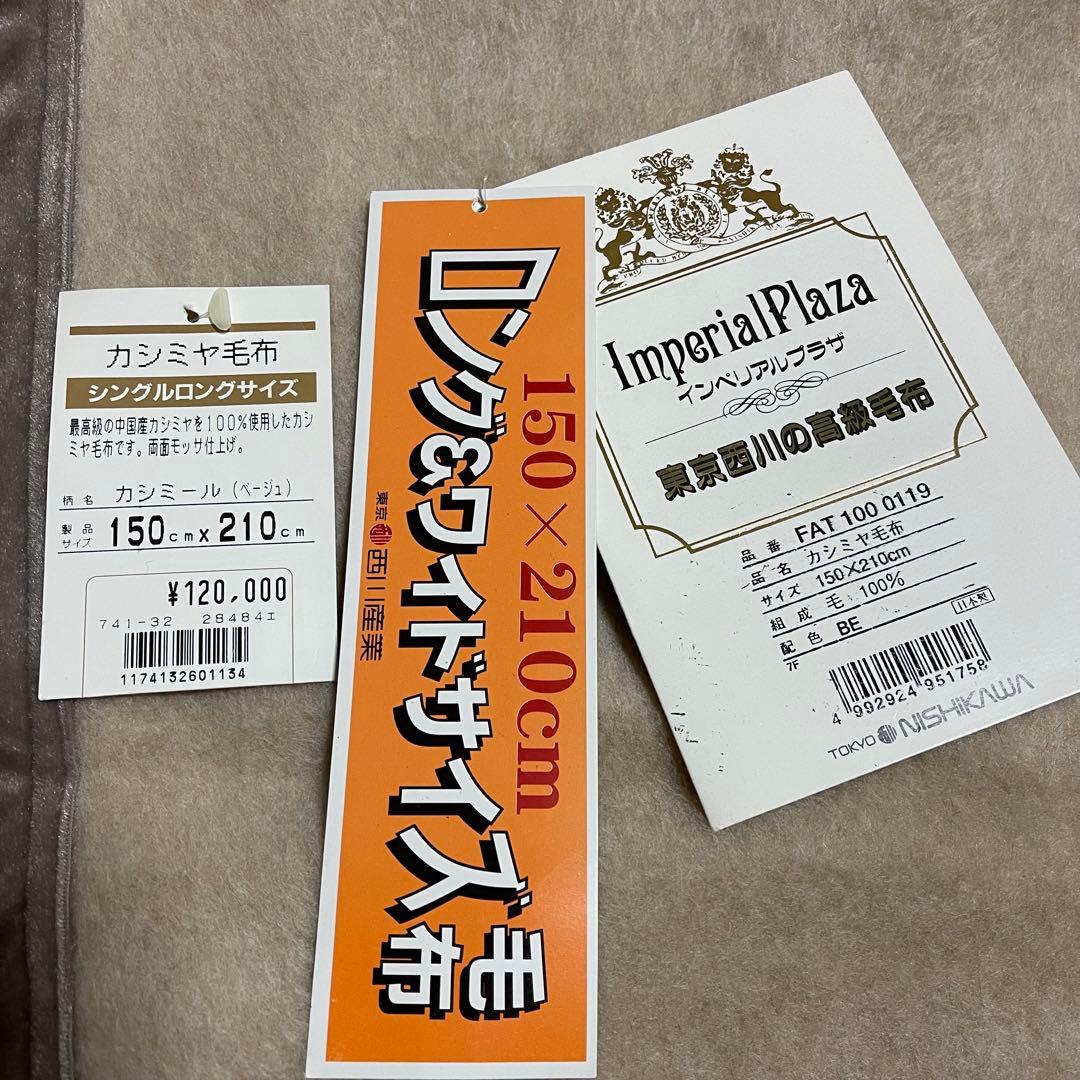 カシミヤ毛布
シングルロングサイズ
最高級の中国産カシミヤを100%使用したカシ
ミヤ毛布です。両面モッサ仕上げ。
柄名 カシミール (ベージュ)
製品サイズ 150cm x 210cm
¥120,000
741-32 28484エ
1174132601134
ロング&ワイドサイズ毛布
150×210cm
東京 西川産業
Imperial Plaza
インペリアルプラザ
東京西川の高級毛布
品番 FAT 100 0119
品名 カシミヤ毛布
サイズ 150×210cm
組成 毛 100%
配色 BE
日本製
7F
4 992924 951758
TOKYO NISHIKAWA